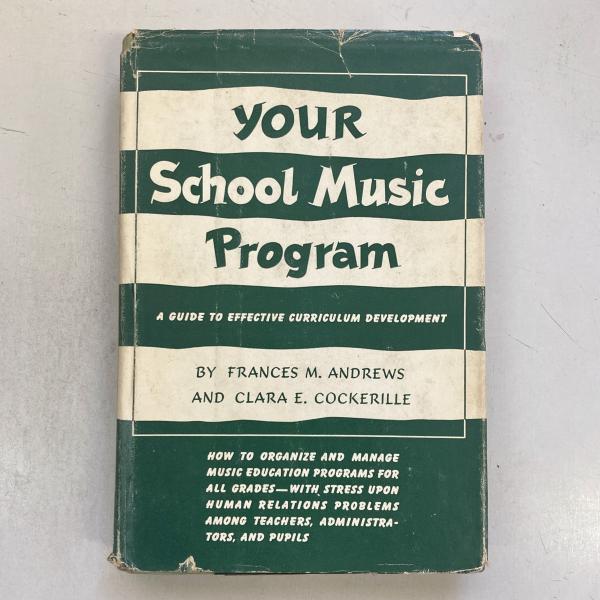 YOUR
School Music
Program
A GUIDE TO EFFECTIVE CURRICULUM DEVELOPMENT
BY FRANCES M. ANDREWS
AND CLARA E. COCKERILLE
HOW TO ORGANIZE AND MANAGE
MUSIC EDUCATION PROGRAMS FOR
ALL GRADES—WITH STRESS UPON
HUMAN RELATIONS PROBLEMS
AMONG TEACHERS, ADMINISTRA-
TORS, AND PUPILS